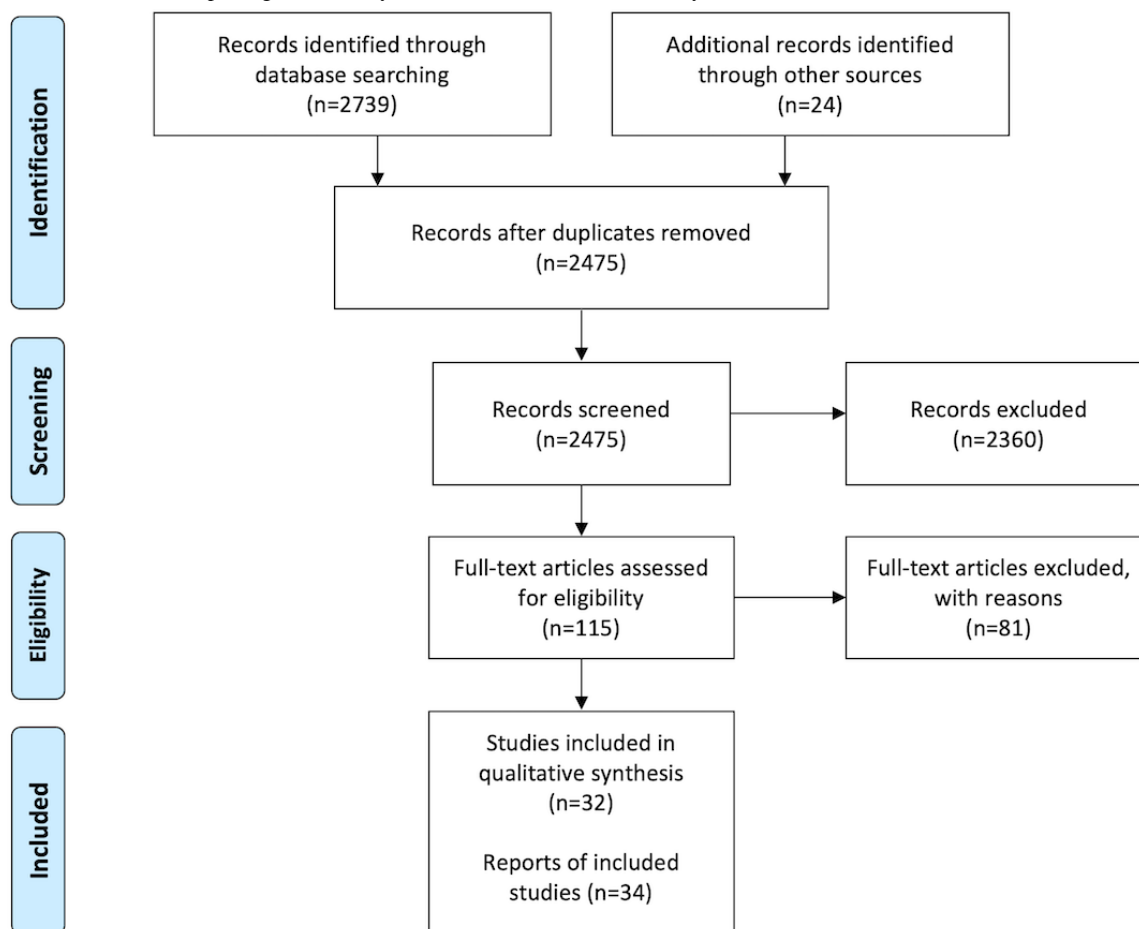 Identification
Records identified through
database searching
(n=2739)
Additional records identified
through other sources
(n=24)
Records after duplicates removed
(n=2475)
Screening
Records screened
(n=2475)
Records excluded
(n=2360)
Eligibility
Full-text articles assessed
for eligibility
(n=115)
Full-text articles excluded,
with reasons
(n=81)
Included
Studies included in
qualitative synthesis
(n=32)
Reports of included
studies (n=34)